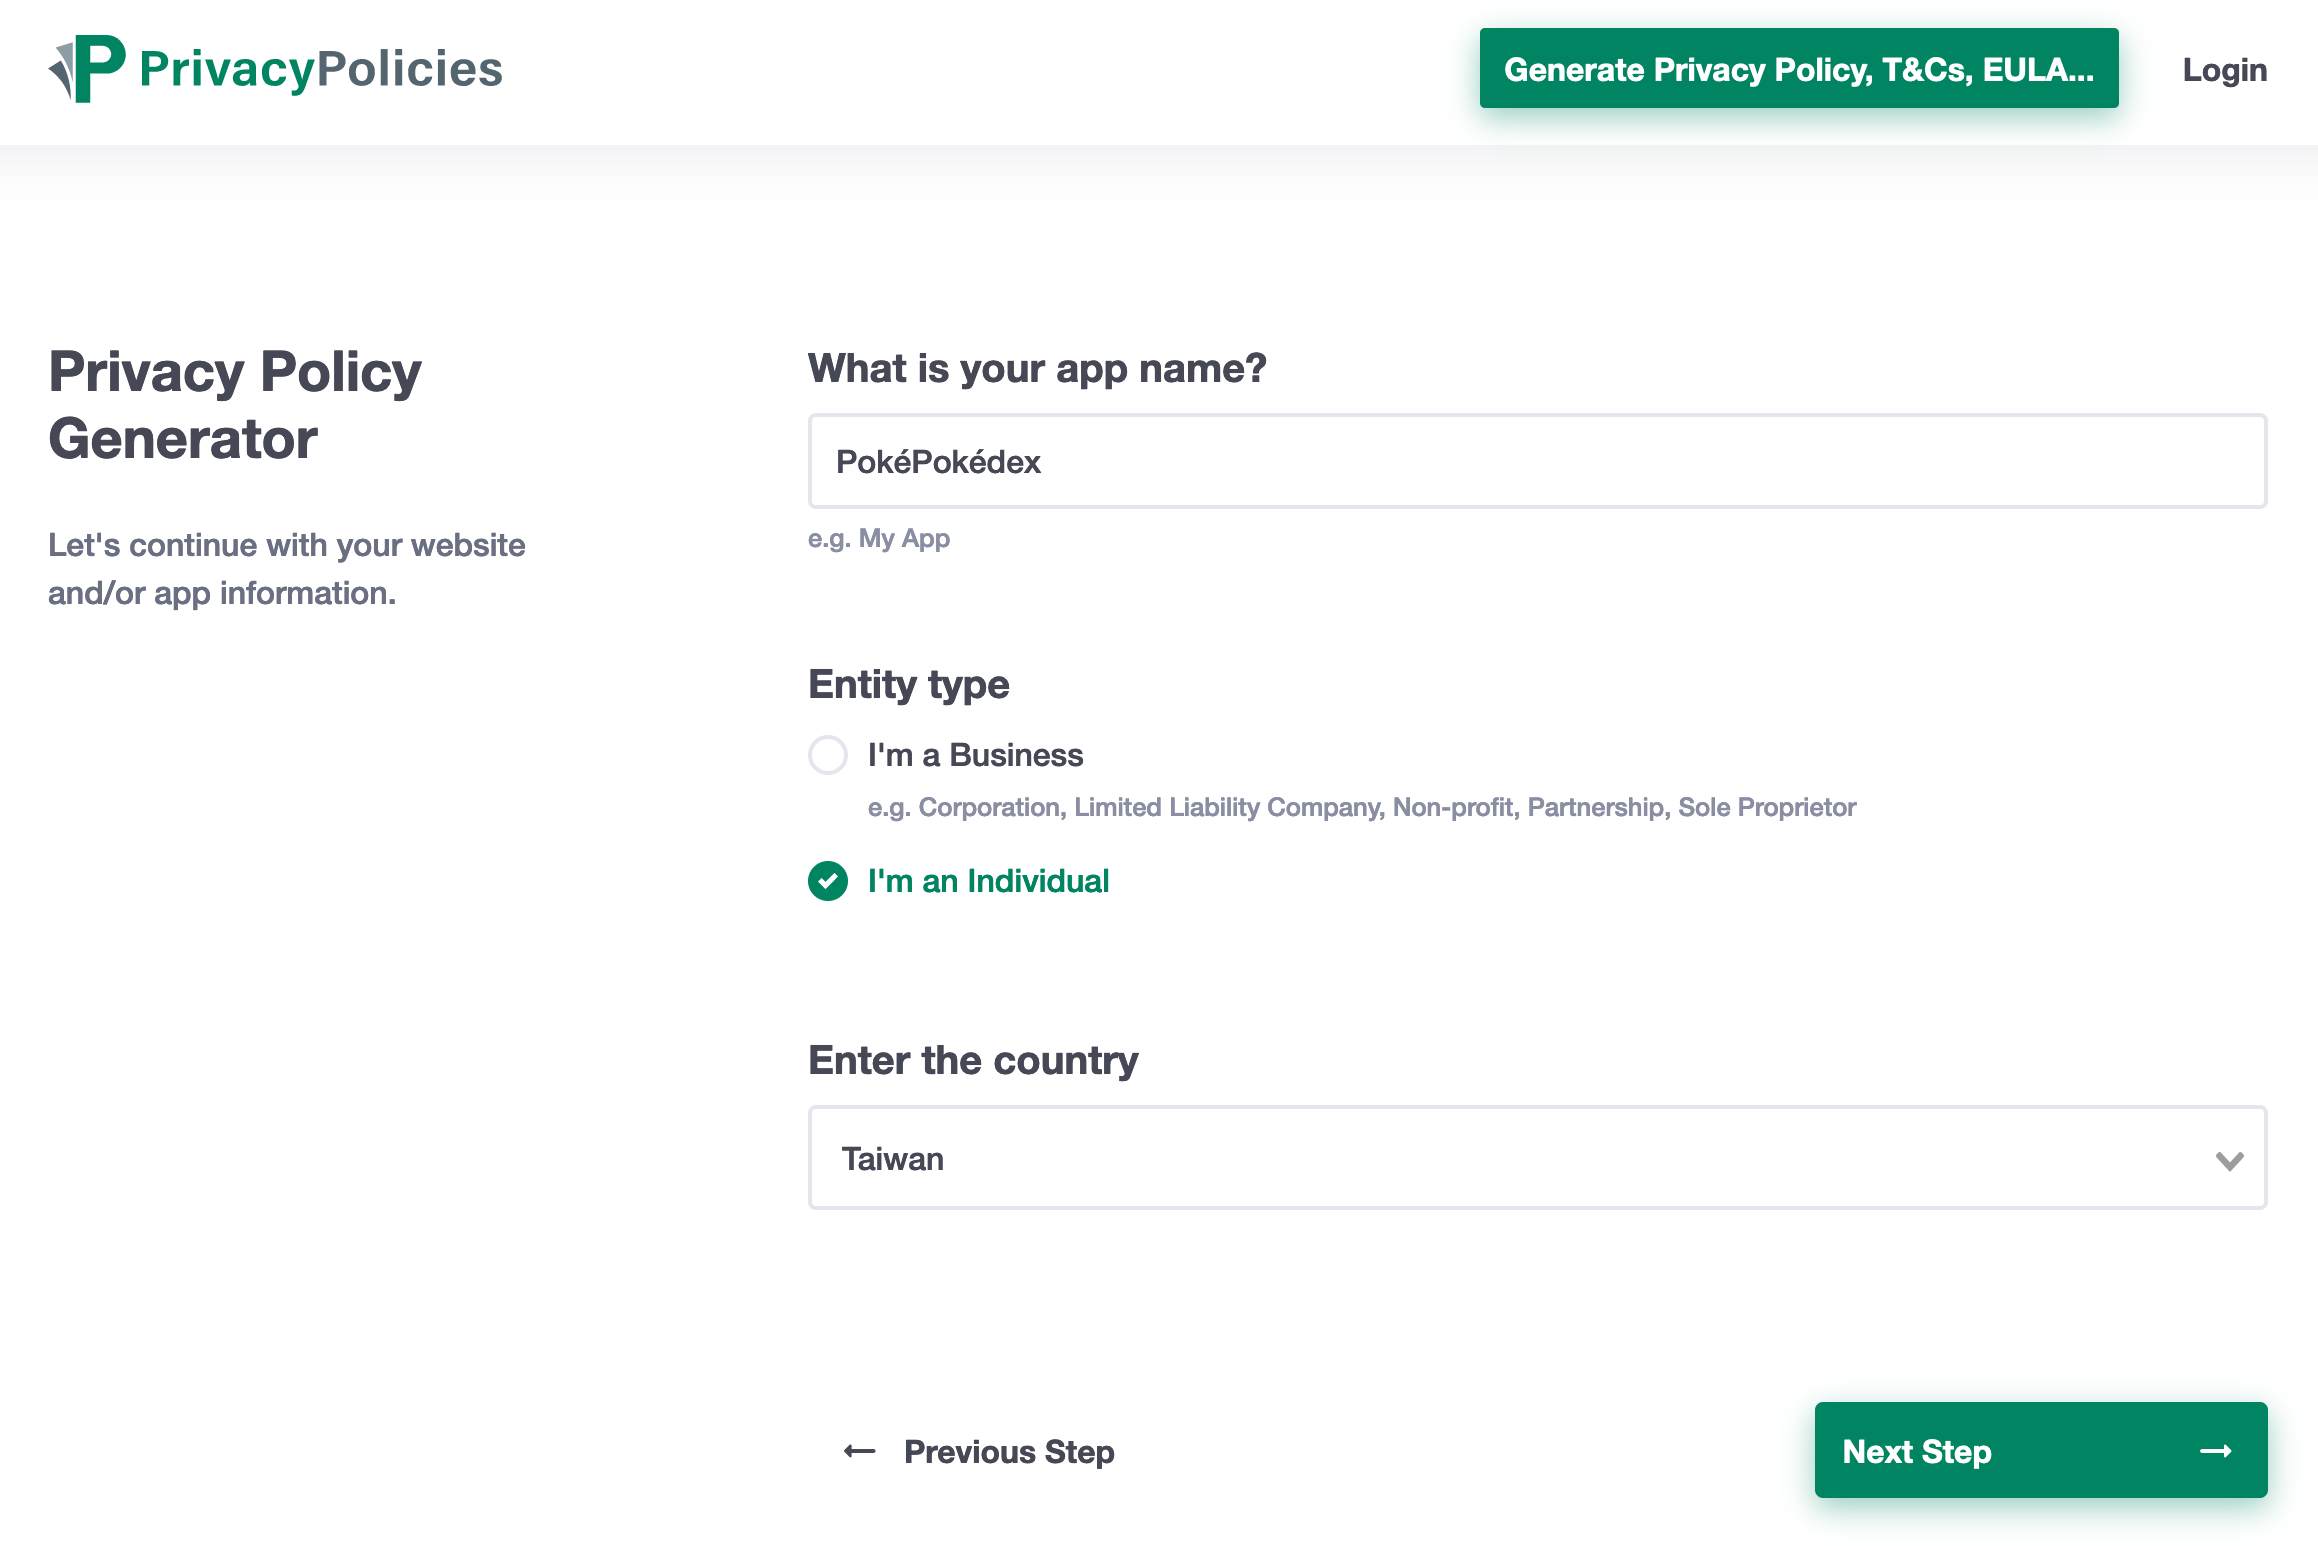 PrivacyPolicies
Generate Privacy Policy, T&Cs, EULA...
Login
Privacy Policy
Generator
Let's continue with your website
and/or app information.
What is your app name?
PokéPokédex
e.g. My App
Entity type
I'm a Business
e.g. Corporation, Limited Liability Company, Non-profit, Partnership, Sole Proprietor
I'm an Individual
Enter the country
Taiwan
Previous Step
Next Step